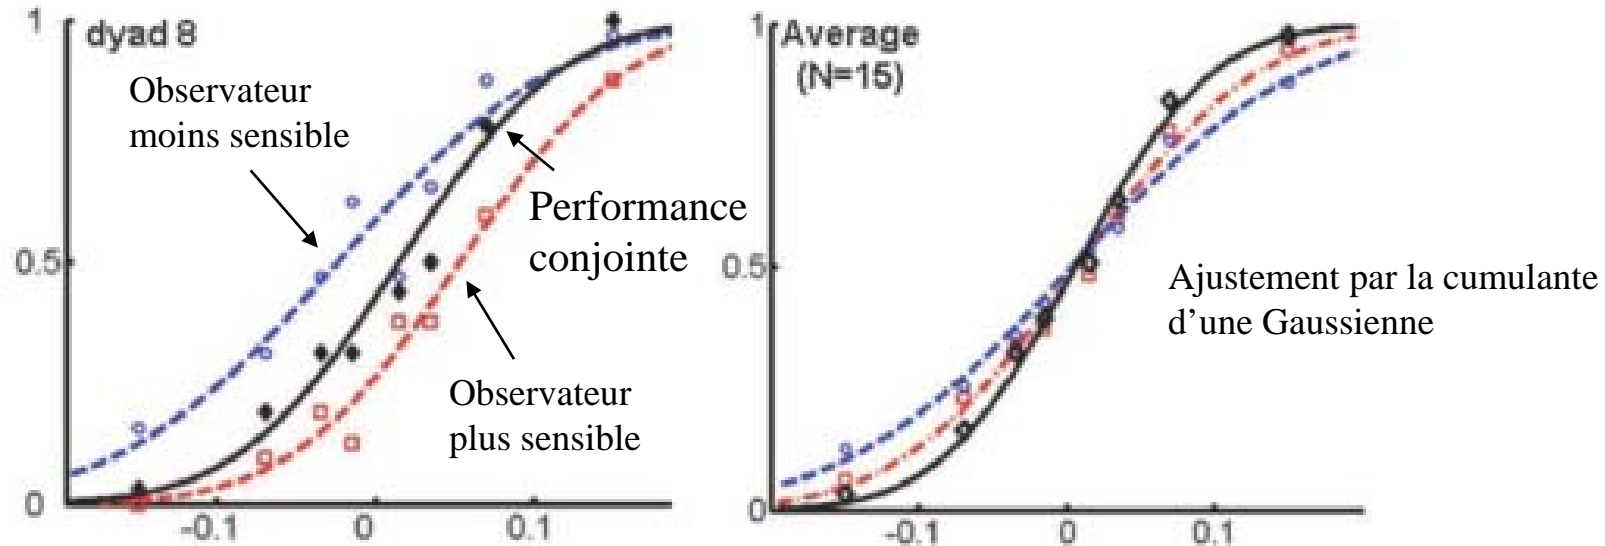 1
dyad 8
Observateur
moins sensible
Performance
conjointe
0.5
Observateur
plus sensible
0
-0.1
0
0.1
1
Average
(N=15)
0.5
Ajustement par la cumulante
d'une Gaussienne
0
-0.1
0
0.1